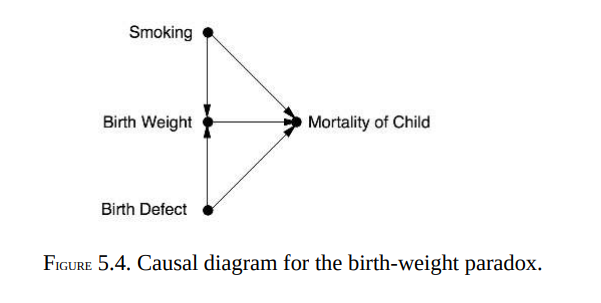 Smoking
Birth Weight
Mortality of Child
Birth Defect
FIGURE 5.4. Causal diagram for the birth-weight paradox.